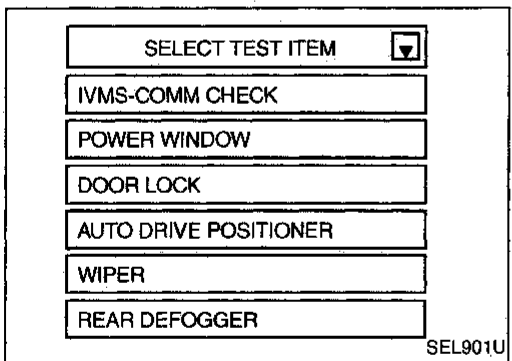 SELECT TEST ITEM
IVMS-COMM CHECK
POWER WINDOW
DOOR LOCK
AUTO DRIVE POSITIONER
WIPER
REAR DEFOGGER
SEL901U